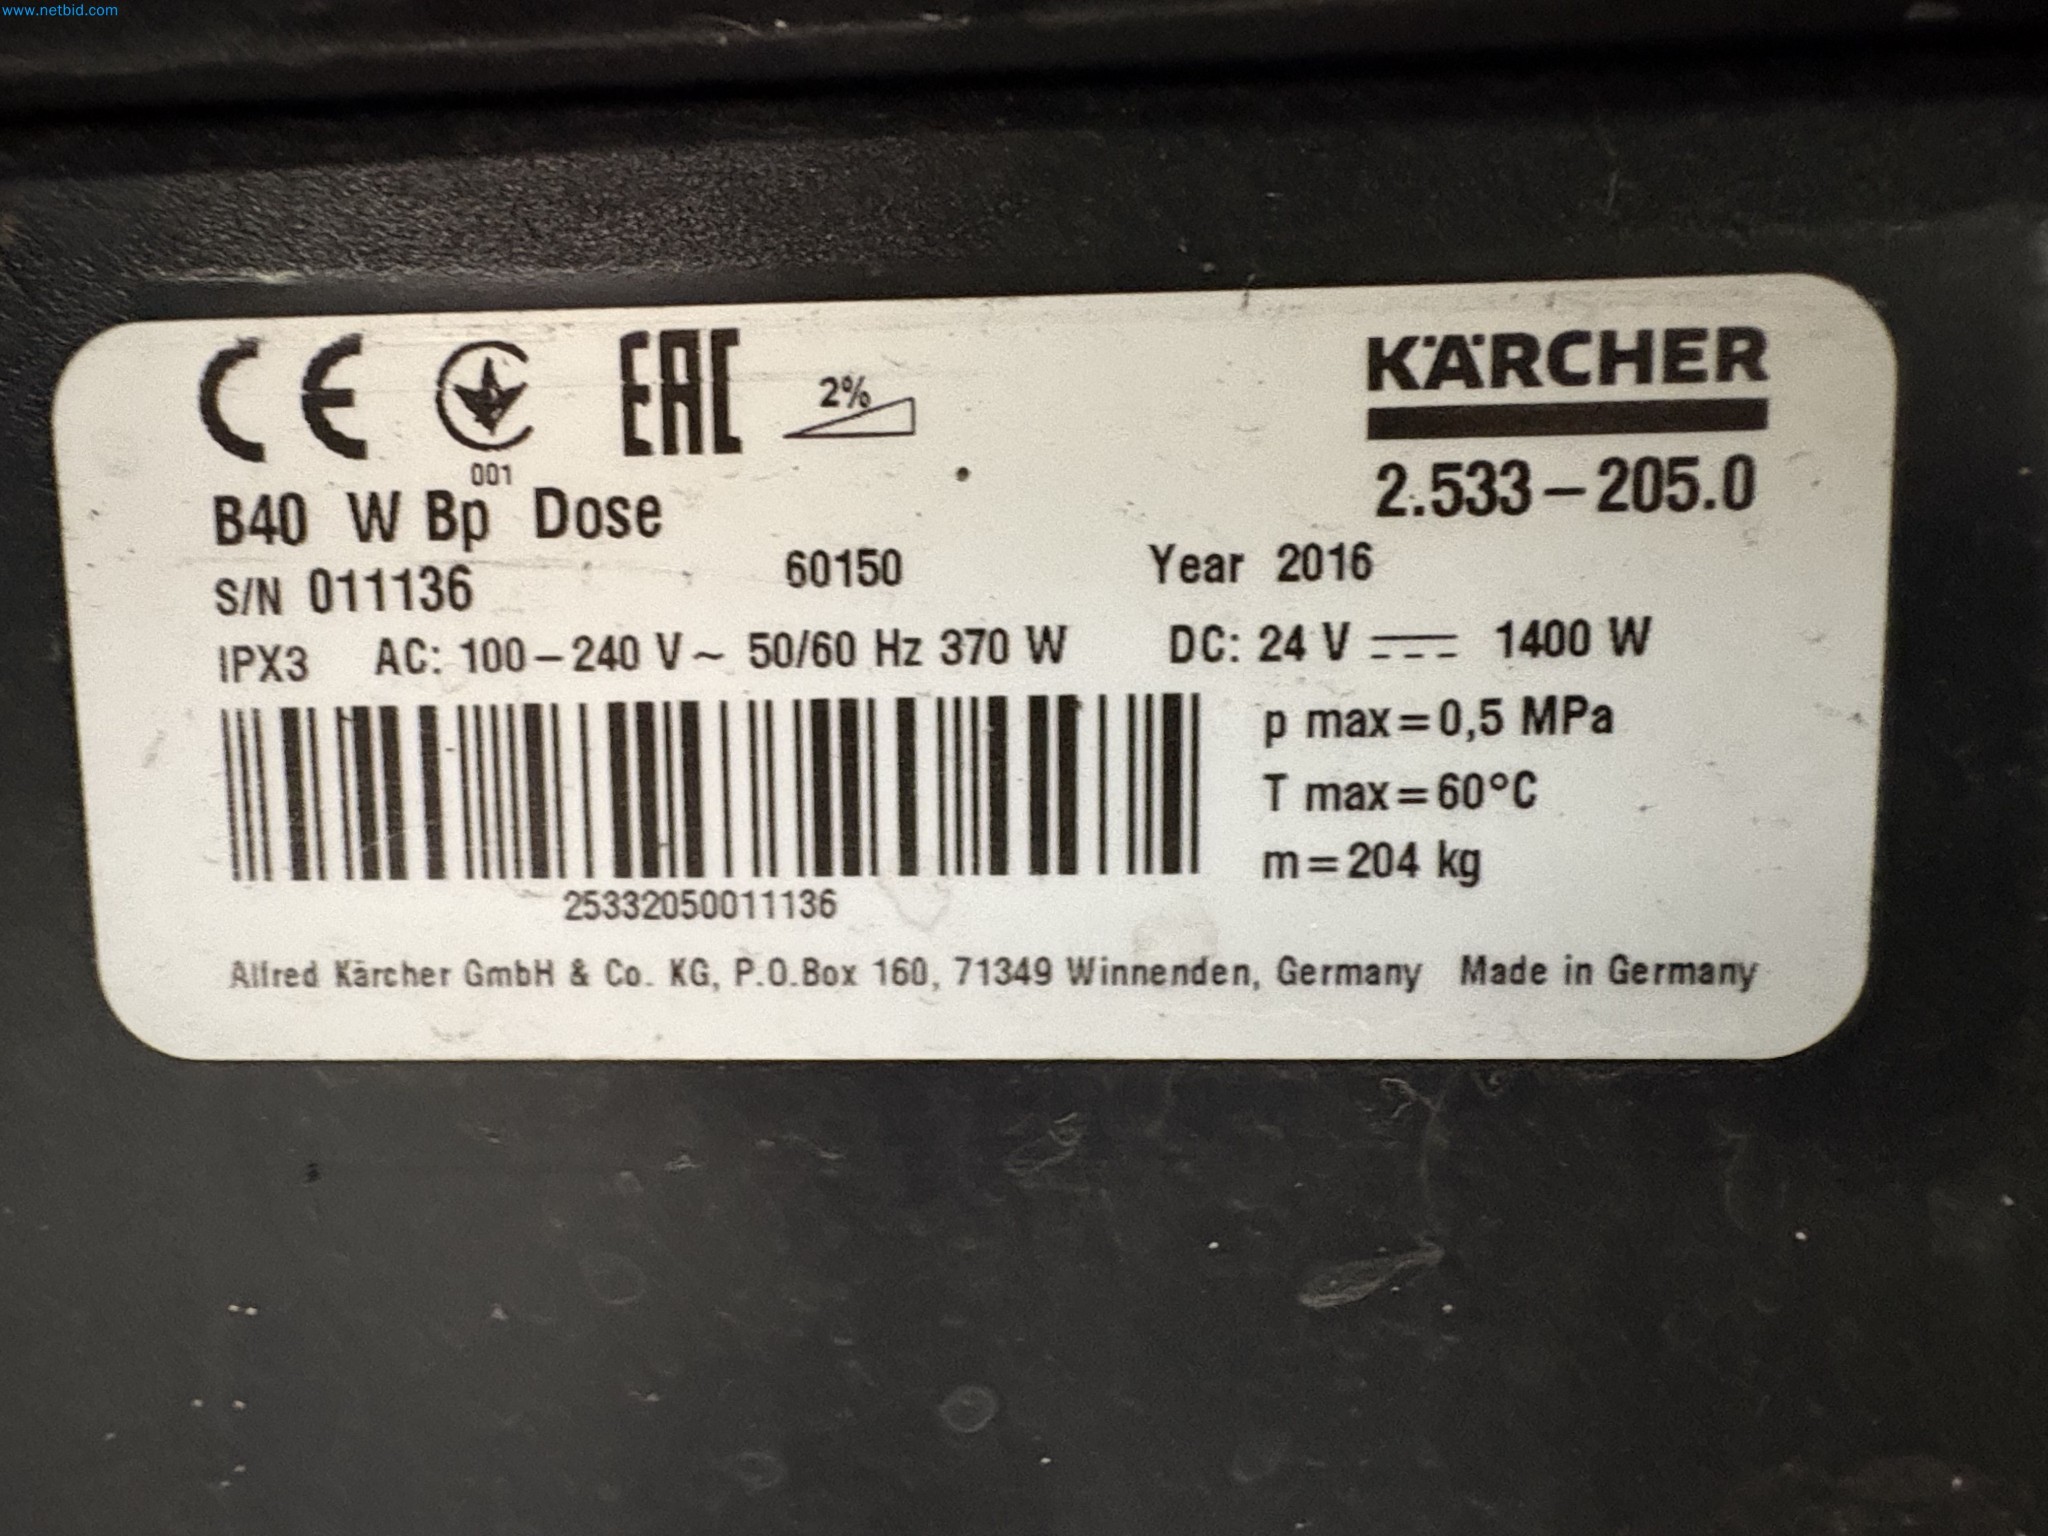 www.netbid.com
CE 001 EAC 2%
KÄRCHER
2.533-205.0
B40 W Bp Dose
S/N 011136 60150 Year 2016
IPX3 AC: 100-240 V~ 50/60 Hz 370 W DC: 24 V ⎓ 1400 W
p max=0,5 MPa
T max=60°C
m=204 kg
25332050011136
Alfred Kärcher GmbH & Co. KG, P.O.Box 160, 71349 Winnenden, Germany Made in Germany